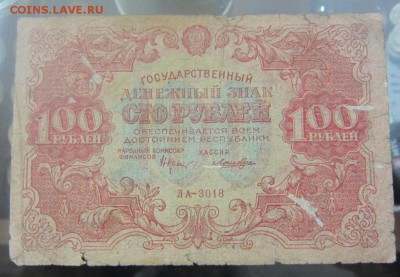 COINS.LAVE.RU
ГОСУДАРСТВЕННЫЙ
ДЕНЕЖНЫЙ ЗНАК
СТО РУБЛЕЙ
100 РУБЛЕЙ
100 РУБЛЕЙ
ОБЕСПЕЧИВАЕТСЯ ВСЕМ
ДОСТОЯНИЕМ РЕСПУБЛИКИ
НАРОДНЫЙ КОМИССАР
ФИНАНСОВ
КАССИР
ЯА-3018